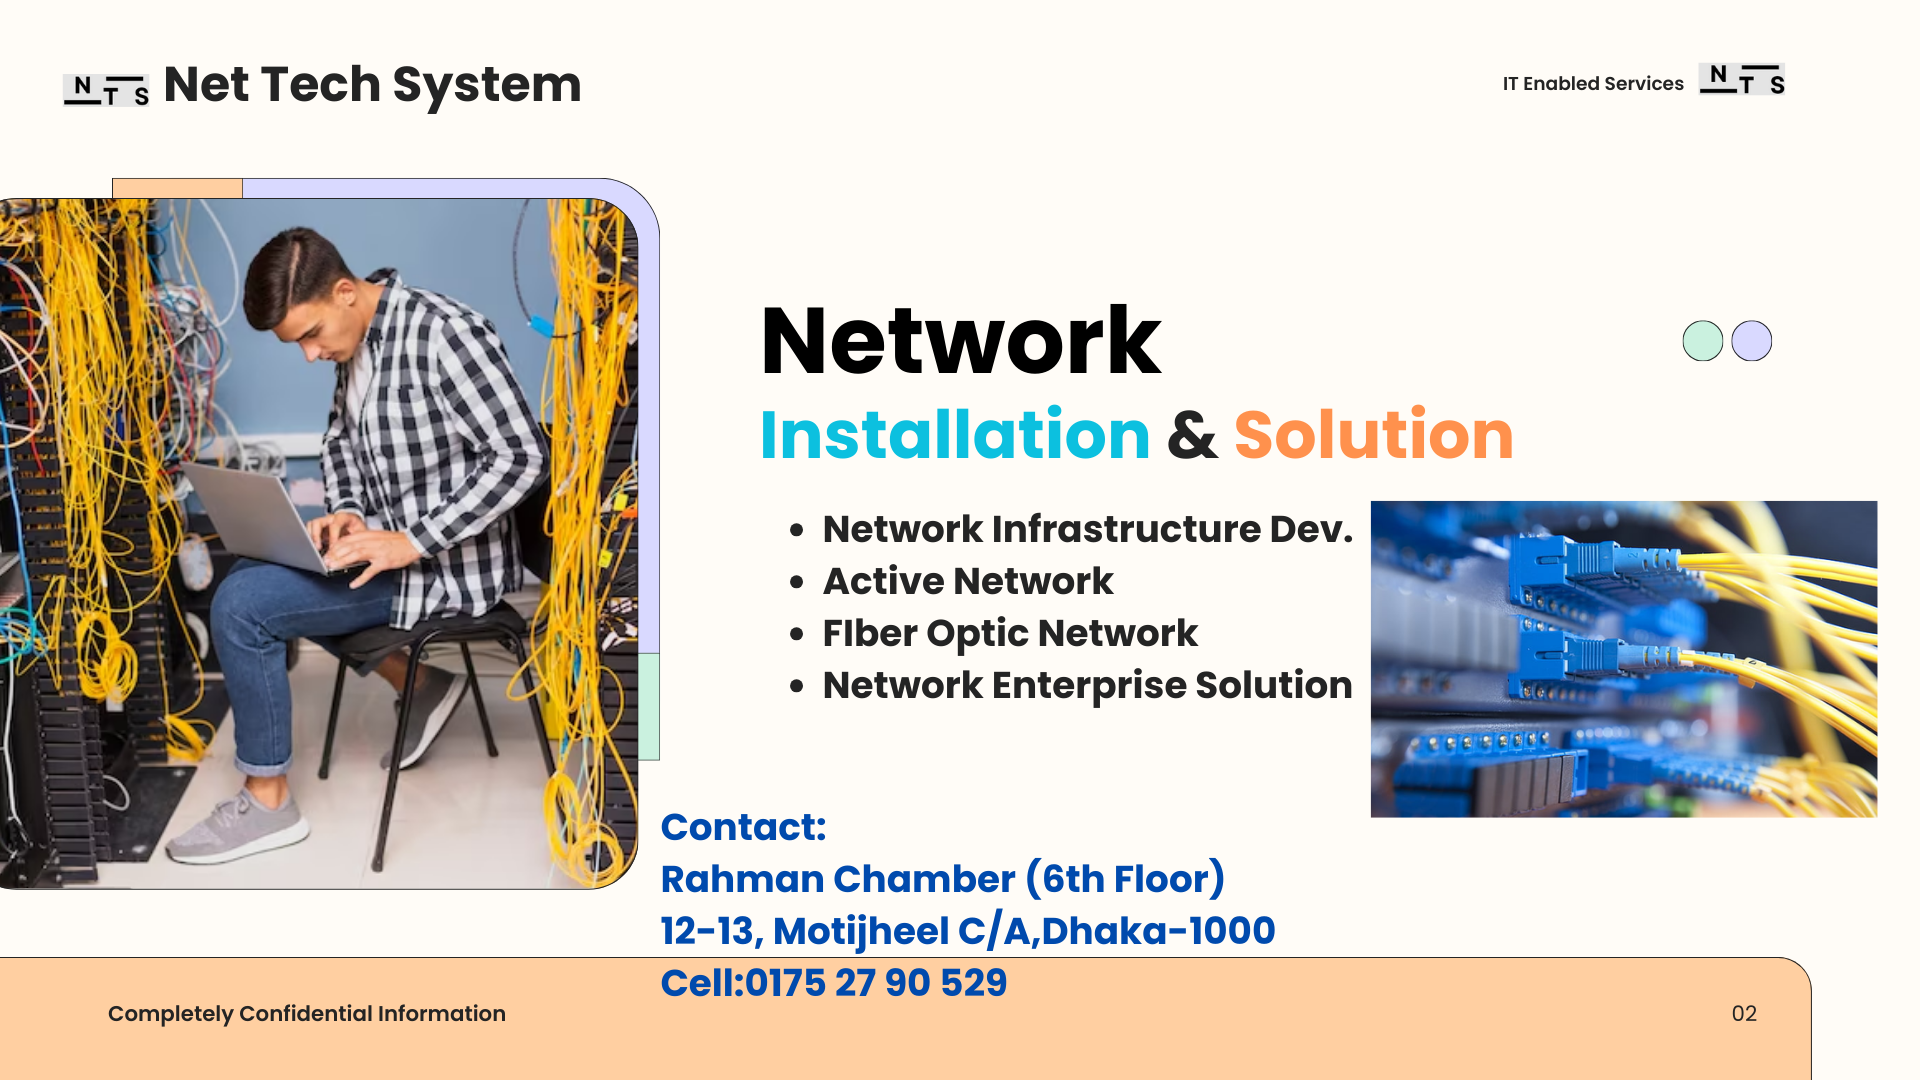 N T S Net Tech System
IT Enabled Services N T S
Network
Installation & Solution
• Network Infrastructure Dev.
• Active Network
• FIber Optic Network
• Network Enterprise Solution
Contact:
Rahman Chamber (6th Floor)
12-13, Motijheel C/A,Dhaka-1000
Cell:0175 27 90 529
Completely Confidential Information
02